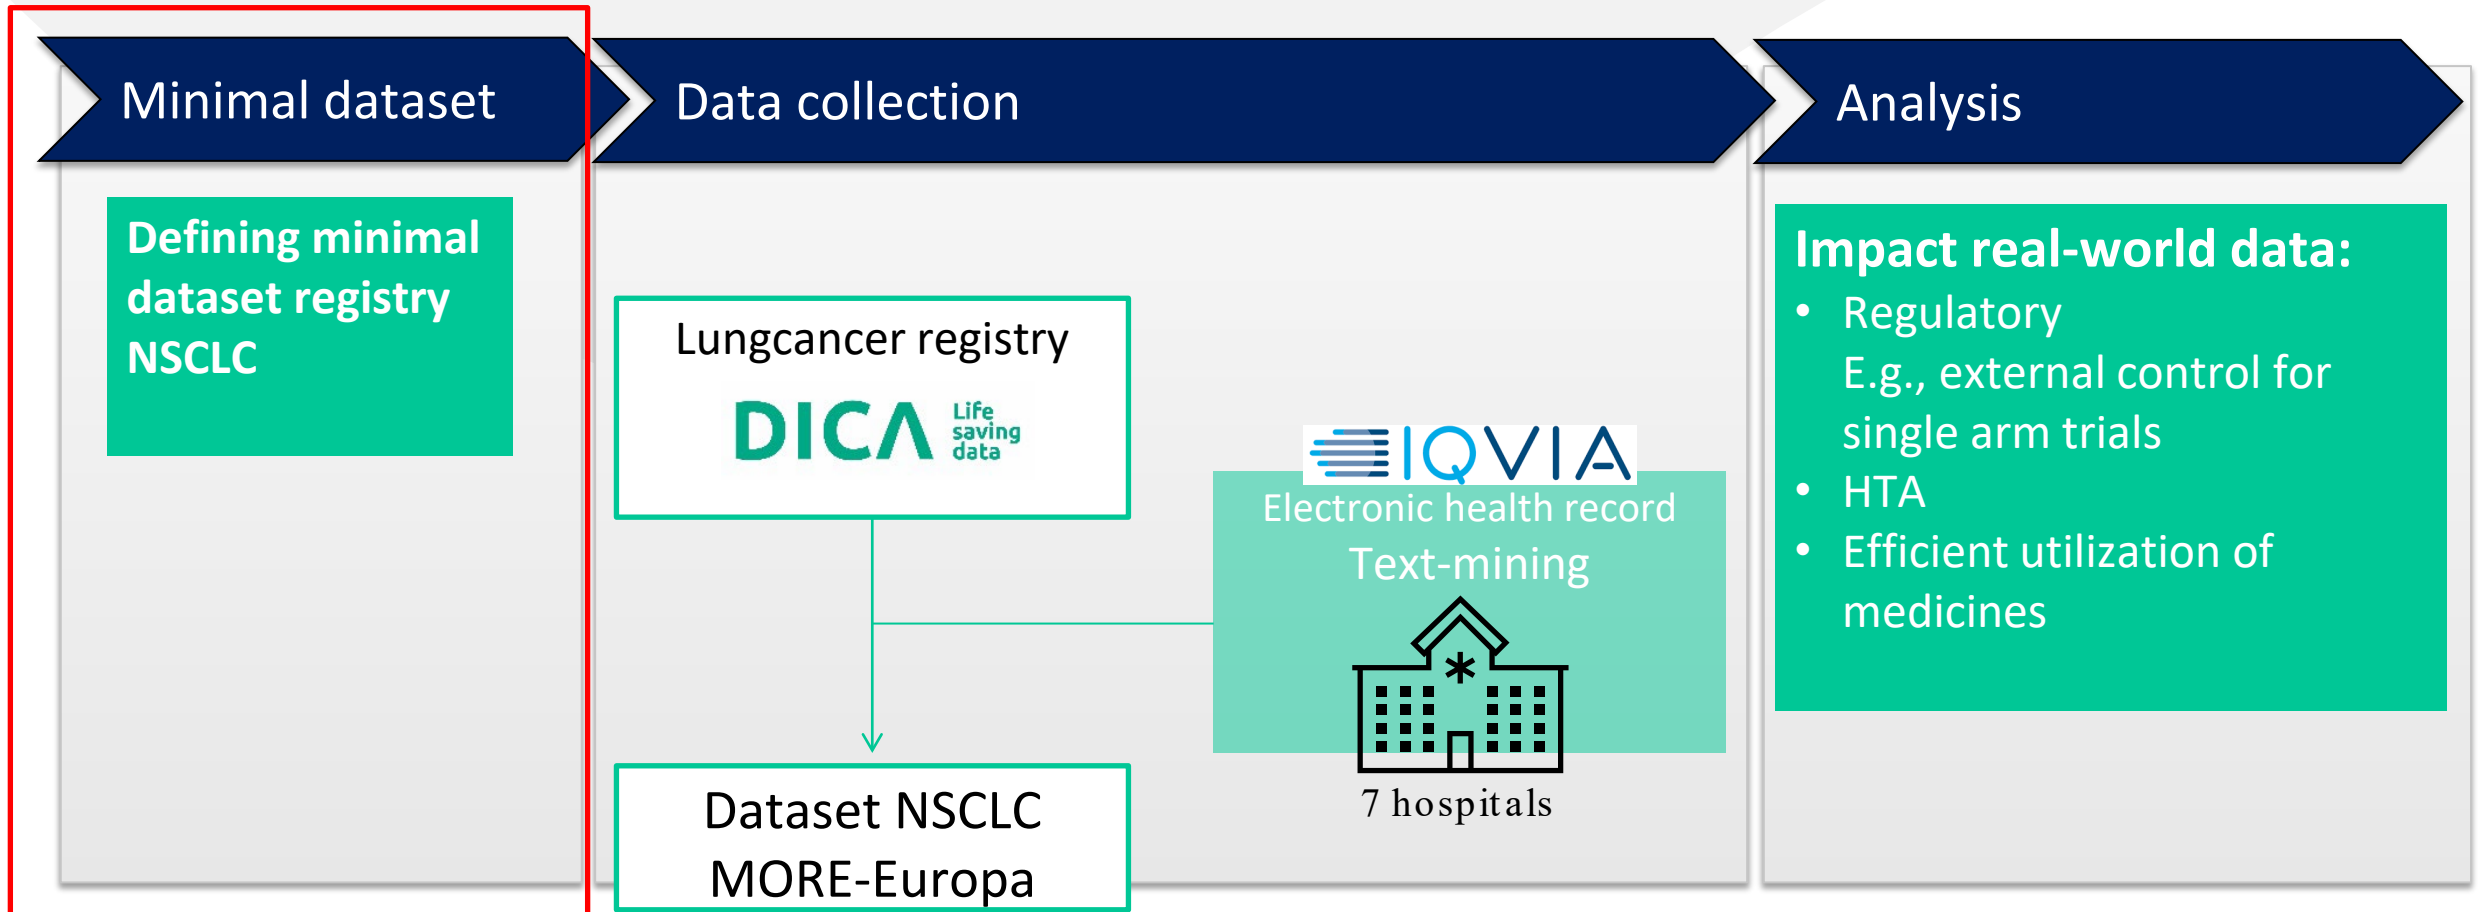 Minimal dataset
Defining minimal
dataset registry
NSCLC
Data collection
Lungcancer registry
DICA
Life
saving
data
IQVIA
Electronic health record
Text-mining
7 hospitals
Dataset NSCLC
MORE-Europa
Analysis
Impact real-world data:
• Regulatory
E.g., external control for
single arm trials
• HTA
• Efficient utilization of
medicines